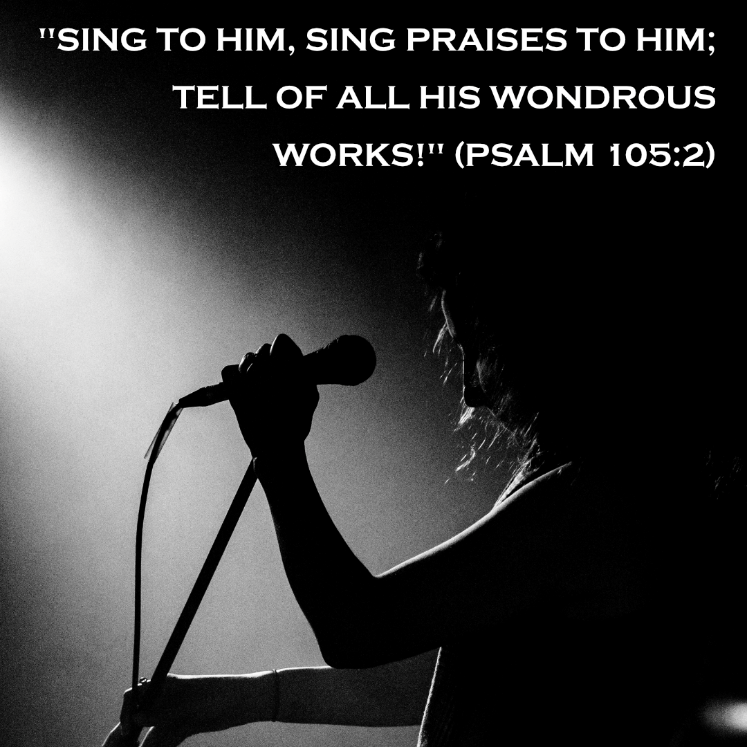 "SING TO HIM, SING PRAISES TO HIM;
TELL OF ALL HIS WONDROUS
WORKS!" (PSALM 105:2)